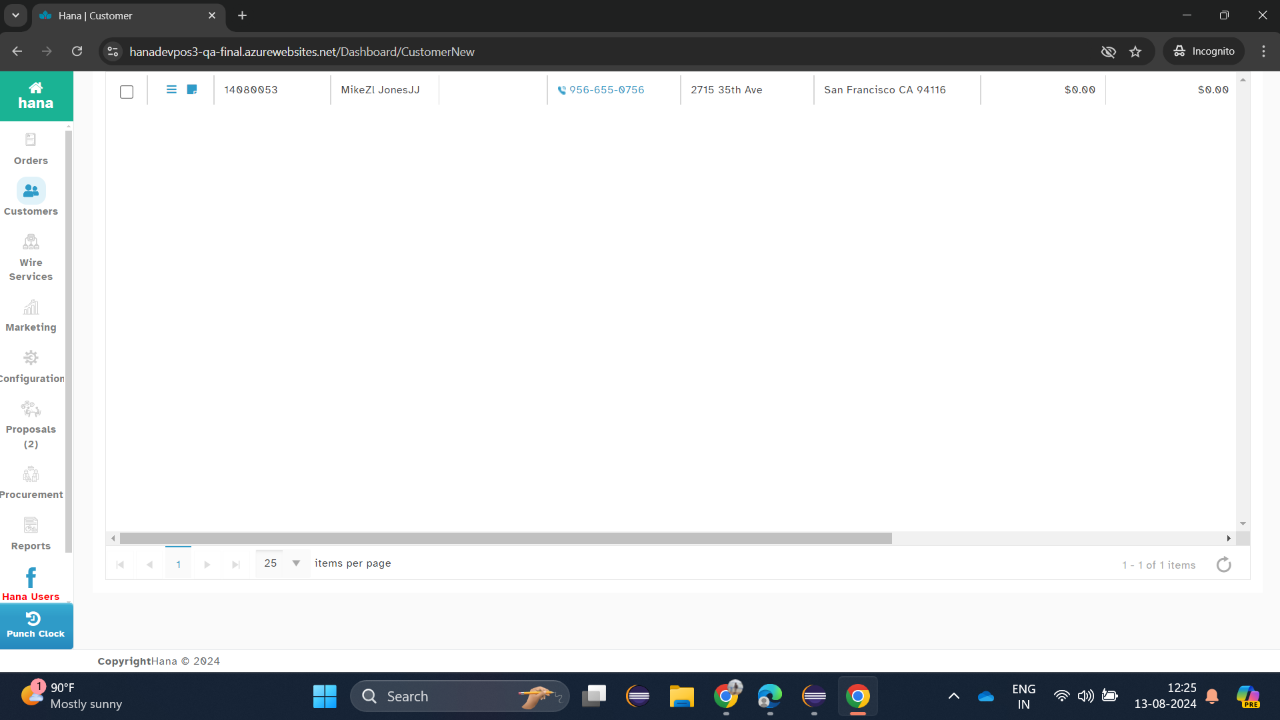 Hana | Customer
hanadevpos3-qa-final.azurewebsites.net/Dashboard/CustomerNew
Incognito
hana
14080053 MikeZl JonesJJ 956-655-0756 2715 35th Ave San Francisco CA 94116 $0.00 $0.00
Orders
Customers
Wire
Services
Marketing
Configuration
Proposals
(2)
Procurement
Reports
Hana Users
Punch Clock
1 25 items per page 1 - 1 of 1 items
CopyrightHana © 2024
1
90°F
Mostly sunny
Search
ENG
IN
12:25
13-08-2024
PRE